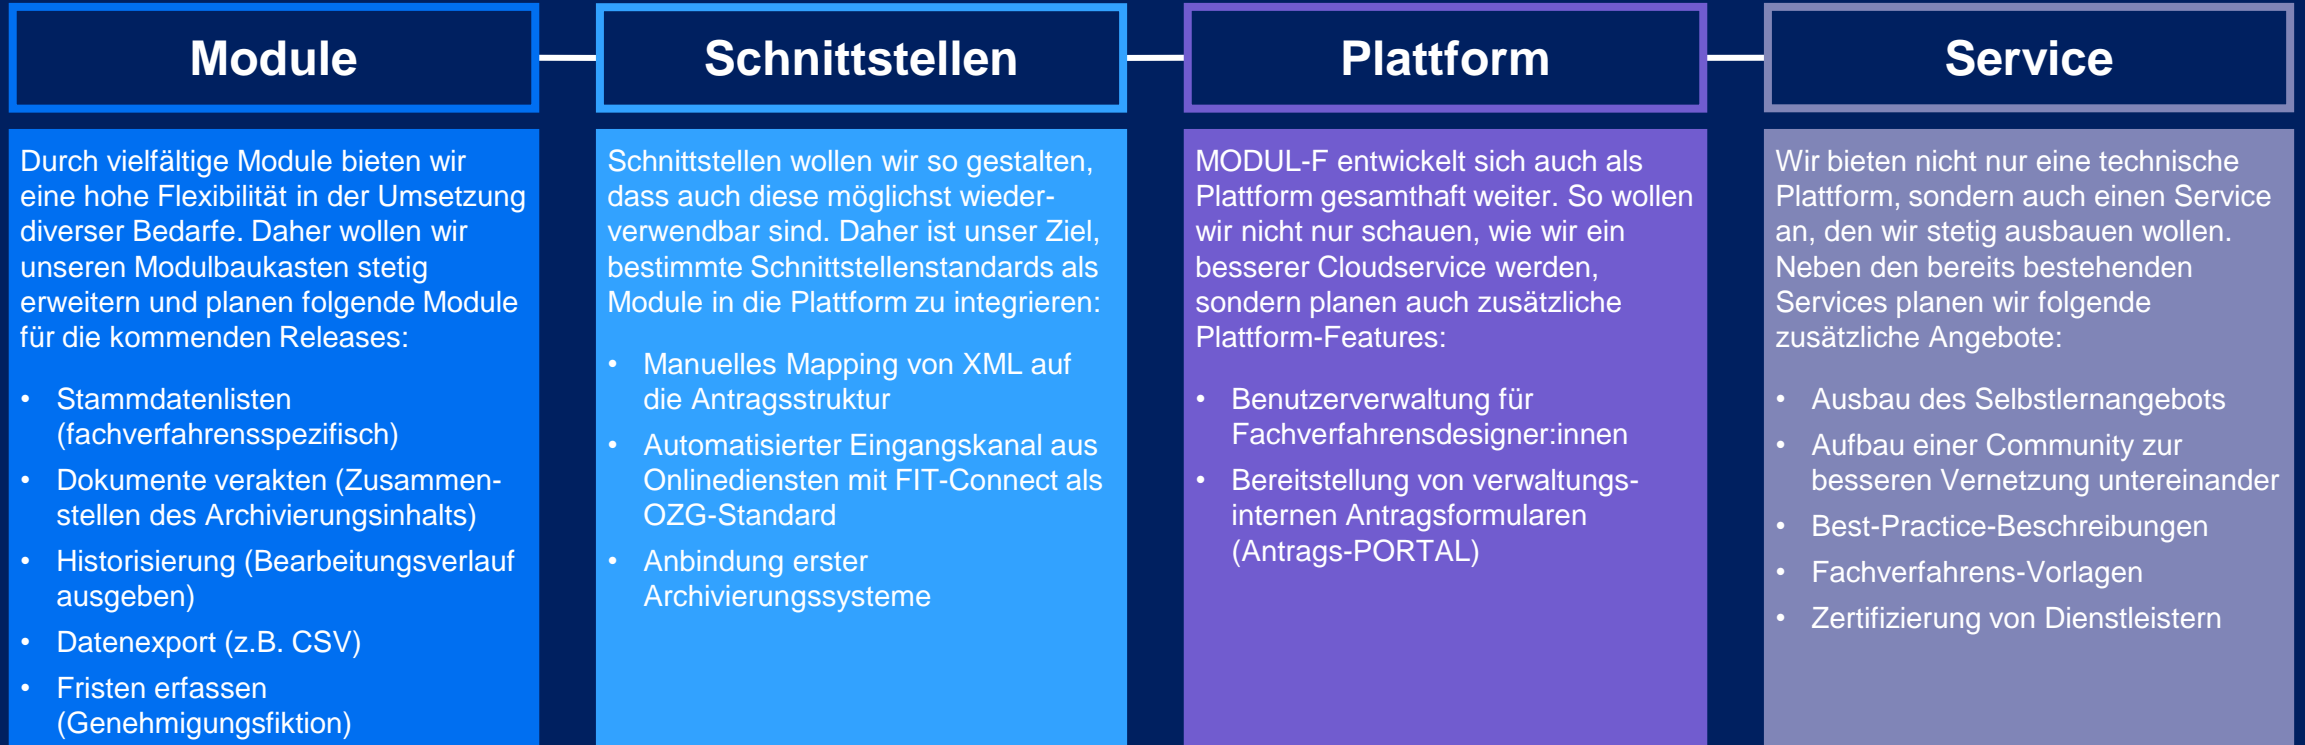 Module
Schnittstellen
Plattform
Service
Durch vielfältige Module bieten wir
eine hohe Flexibilität in der Umsetzung
diverser Bedarfe. Daher wollen wir
unseren Modulbaukasten stetig
erweitern und planen folgende Module
für die kommenden Releases:
• Stammdatenlisten
(fachverfahrensspezifisch)
• Dokumente verakten (Zusammen-
stellen des Archivierungsinhalts)
• Historisierung (Bearbeitungsverlauf
ausgeben)
• Datenexport (z.B. CSV)
• Fristen erfassen
(Genehmigungsfiktion)
Schnittstellen wollen wir so gestalten,
dass auch diese möglichst wieder-
verwendbar sind. Daher ist unser Ziel,
bestimmte Schnittstellenstandards als
Module in die Plattform zu integrieren:
• Manuelles Mapping von XML auf
die Antragsstruktur
• Automatisierter Eingangskanal aus
Onlinediensten mit FIT-Connect als
OZG-Standard
• Anbindung erster
Archivierungssysteme
MODUL-F entwickelt sich auch als
Plattform gesamthaft weiter. So wollen
wir nicht nur schauen, wie wir ein
besserer Cloudservice werden,
sondern planen auch zusätzliche
Plattform-Features:
• Benutzerverwaltung für
Fachverfahrensdesigner:innen
• Bereitstellung von verwaltungs-
internen Antragsformularen
(Antrags-PORTAL)
Wir bieten nicht nur eine technische
Plattform, sondern auch einen Service
an, den wir stetig ausbauen wollen.
Neben den bereits bestehenden
Services planen wir folgende
zusätzliche Angebote:
• Ausbau des Selbstlernangebots
• Aufbau einer Community zur
besseren Vernetzung untereinander
• Best-Practice-Beschreibungen
• Fachverfahrens-Vorlagen
• Zertifizierung von Dienstleistern